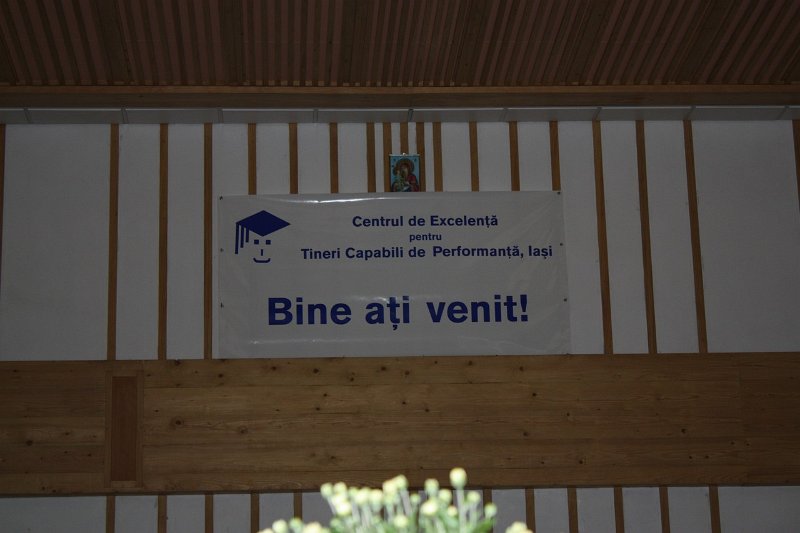 Centrul de Excelență
pentru
Tineri Capabili de Performanță, Iași
Bine ați venit!